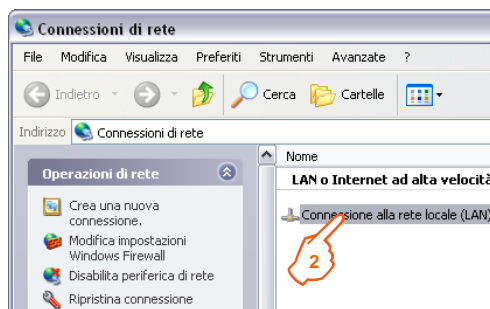 Connessioni di rete
File Modifica Visualizza Preferiti Strumenti Avanzate ?
Indietro Cerca Cartelle
Indirizzo Connessioni di rete
Operazioni di rete
Crea una nuova
connessione.
Modifica impostazioni
Windows Firewall
Disabilita periferica di rete
Ripristina connessione
Nome
LAN o Internet ad alta velocità
Connessione alla rete locale (LAN)
2